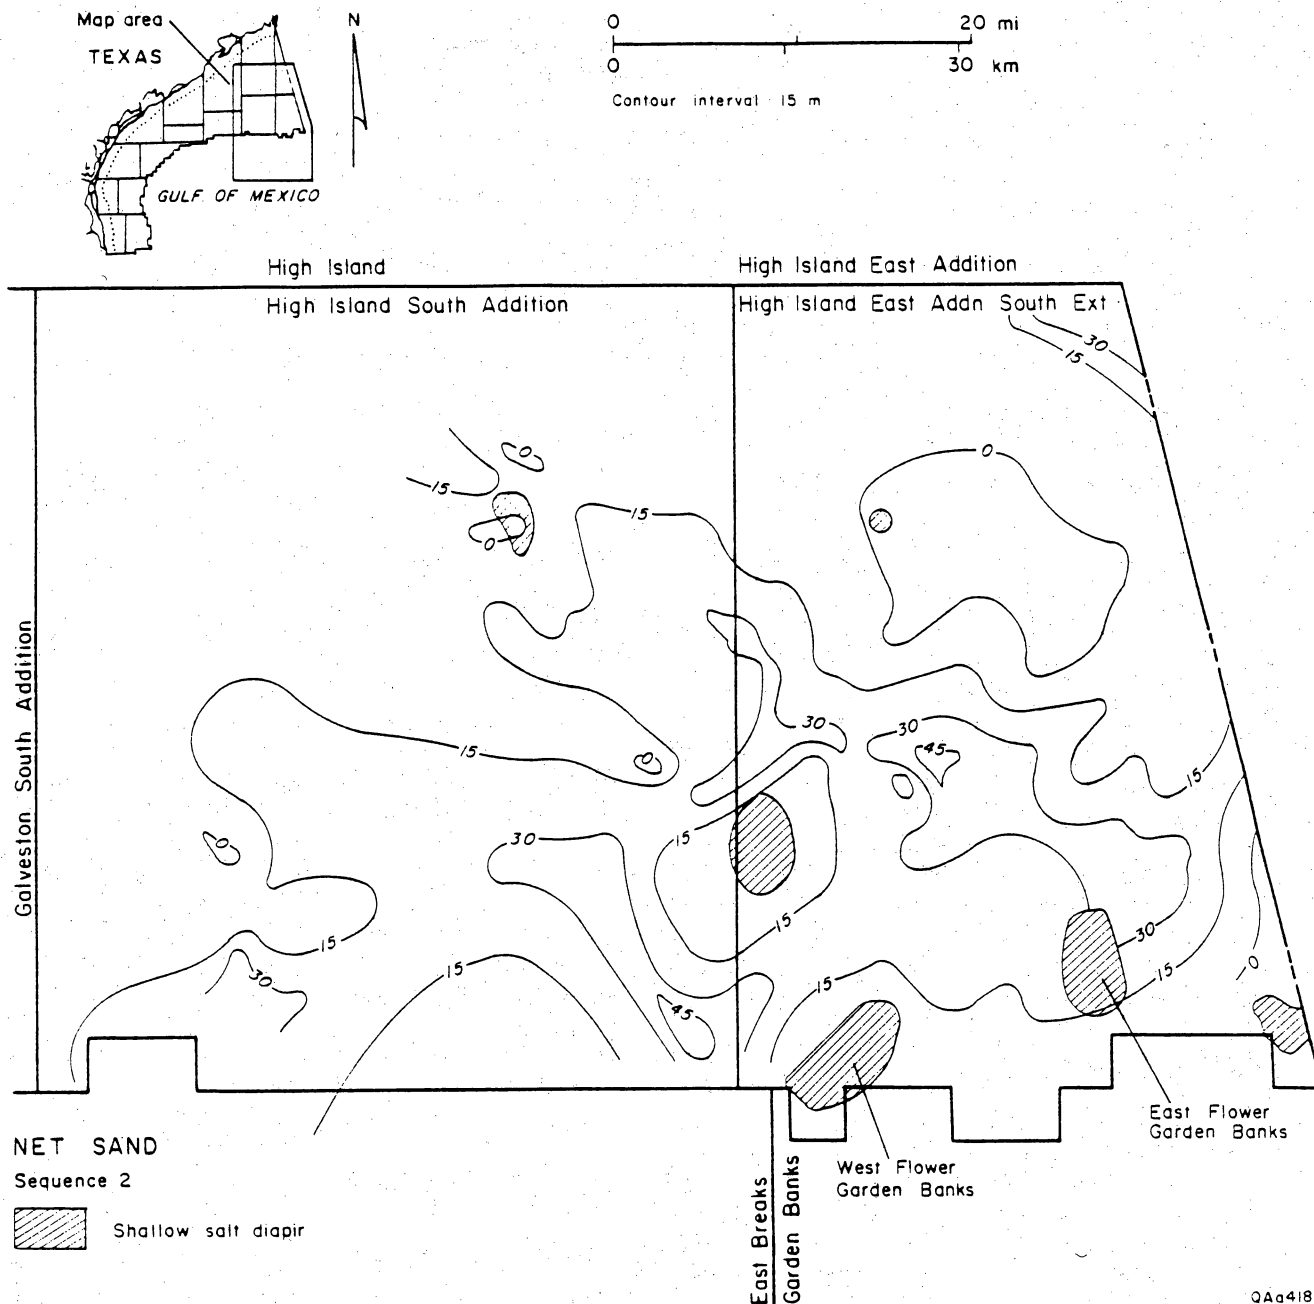 Map area
TEXAS
N
GULF OF MEXICO
0 20 mi
0 30 km
Contour interval 15 m
High Island
High Island East Addition
High Island South Addition
High Island East Addn South Ext
Galveston South Addition
30
15
0
0
15
0
15
30
30
45
15
0
15
0
30
15
15
15
30
45
15
30
15
15
0
NET SAND
Sequence 2
Shallow salt diapir
East Breaks
Garden Banks
West Flower
Garden Banks
East Flower
Garden Banks
QAa418